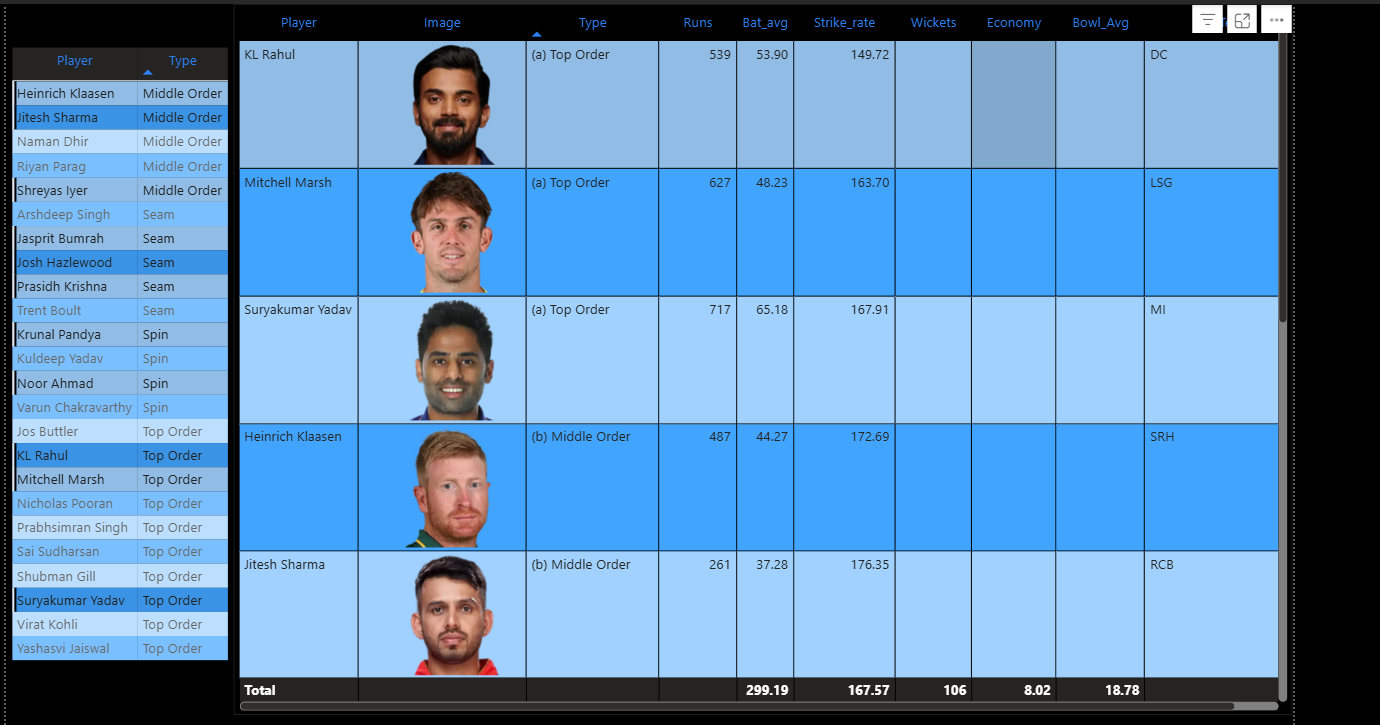 Player Type
Heinrich Klaasen Middle Order
Jitesh Sharma Middle Order
Naman Dhir Middle Order
Riyan Parag Middle Order
Shreyas Iyer Middle Order
Arshdeep Singh Seam
Jasprit Bumrah Seam
Josh Hazlewood Seam
Prasidh Krishna Seam
Trent Boult Seam
Krunal Pandya Spin
Kuldeep Yadav Spin
Noor Ahmad Spin
Varun Chakravarthy Spin
Jos Buttler Top Order
KL Rahul Top Order
Mitchell Marsh Top Order
Nicholas Pooran Top Order
Prabhsimran Singh Top Order
Sai Sudharsan Top Order
Shubman Gill Top Order
Suryakumar Yadav Top Order
Virat Kohli Top Order
Yashasvi Jaiswal Top Order
Player Image Type Runs Bat_avg Strike_rate Wickets Economy Bowl_Avg
KL Rahul (a) Top Order 539 53.90 149.72 DC
Mitchell Marsh (a) Top Order 627 48.23 163.70 LSG
Suryakumar Yadav (a) Top Order 717 65.18 167.91 MI
Heinrich Klaasen (b) Middle Order 487 44.27 172.69 SRH
Jitesh Sharma (b) Middle Order 261 37.28 176.35 RCB
Total 299.19 167.57 106 8.02 18.78